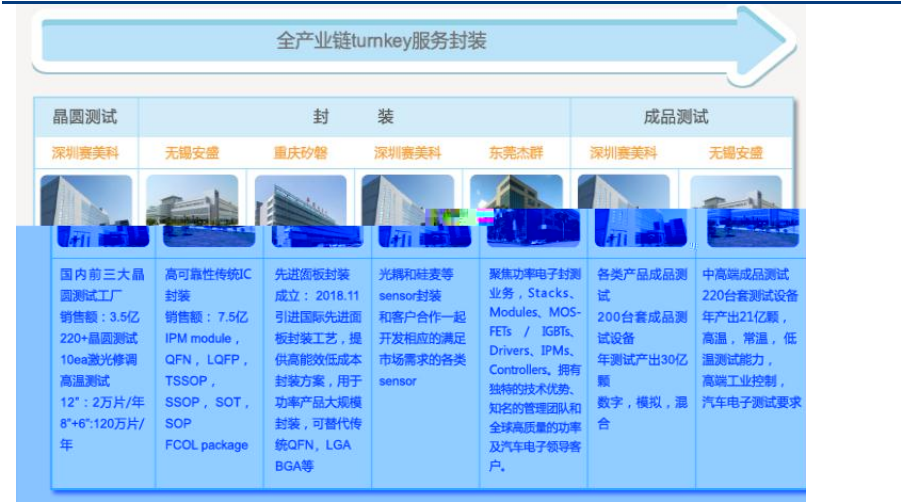 全产业链turnkey服务封装
晶圆测试
封 装
成品测试
深圳赛美科
无锡安盛
重庆矽磐
深圳赛美科
东莞杰群
深圳赛美科
无锡安盛
国内前三大晶
圆测试工厂
销售额：3.5亿
220+晶圆测试
10ea激光修调
高温测试
12"：2万片/年
8"+6":120万片/
年
高可靠性传统IC
封装
销售额：7.5亿
IPM module，
QFN，LQFP，
TSSOP，
SSOP，SOT，
SOP
FCOL package
先进面板封装
成立：2018.11
引进国际先进面
板封装工艺，提
供高能效低成本
封装方案，用于
功率产品大规模
封装，可替代传
统QFN，LGA
BGA等
光耦和硅麦等
sensor封装
和客户合作一起
开发相应的满足
市场需求的各类
sensor
聚焦功率电子封测
业务，Stacks、
Modules、MOS-
FETs / IGBTs、
Drivers、IPMs、
Controllers。拥有
独特的技术优势、
知名的管理团队和
全球高质量的功率
及汽车电子领导客
户。
各类产品成品测
试
200台套成品测
试设备
年测试产出30亿
颗
数字，模拟，混
合
中高端成品测试
220台套测试设备
年产出21亿颗，
高温，常温，低
温测试能力，
高端工业控制，
汽车电子测试要求